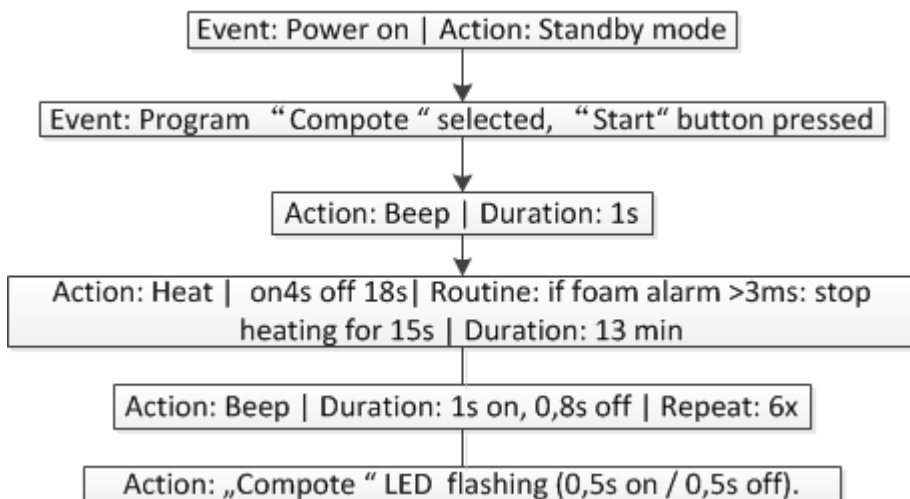 Event: Power on | Action: Standby mode
Event: Program “Compote “ selected, “Start“ button pressed
Action: Beep | Duration: 1s
Action: Heat | on4s off 18s| Routine: if foam alarm >3ms: stop
heating for 15s | Duration: 13 min
Action: Beep | Duration: 1s on, 0,8s off | Repeat: 6x
Action: „Compote “ LED flashing (0,5s on / 0,5s off).